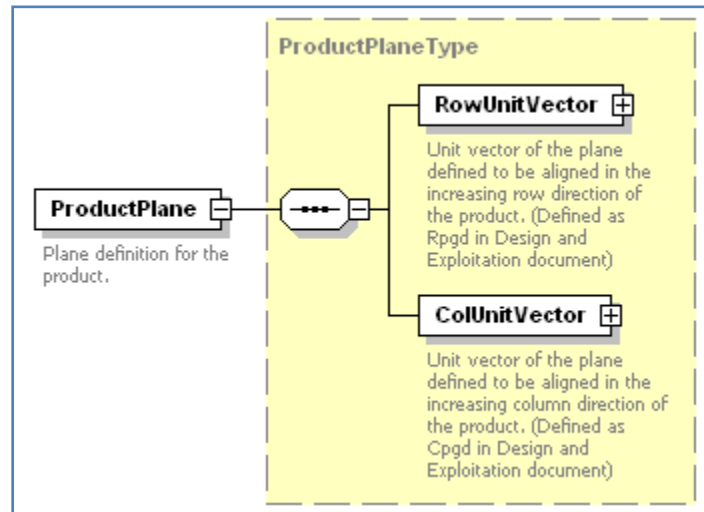 ProductPlaneType
RowUnitVector
Unit vector of the plane
defined to be aligned in the
increasing row direction of
the product. (Defined as
Rpgd in Design and
Exploitation document)
ProductPlane
Plane definition for the
product.
ColUnitVector
Unit vector of the plane
defined to be aligned in the
increasing column direction of
the product. (Defined as
Cpgd in Design and
Exploitation document)